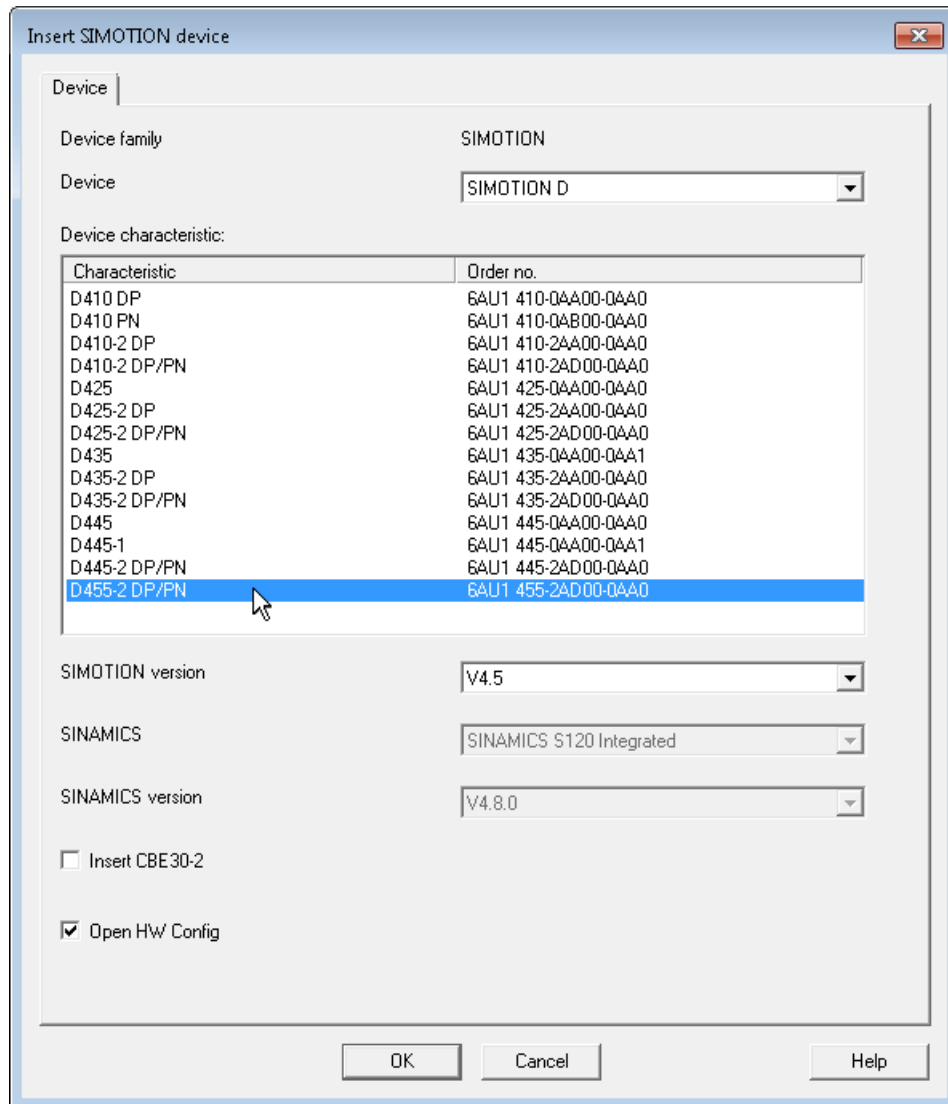 Insert SIMOTION device
Device
Device family SIMOTION
Device SIMOTION D
Device characteristic:
Characteristic Order no.
D410 DP 6AU1 410-0AA00-0AA0
D410 PN 6AU1 410-0AB00-0AA0
D410-2 DP 6AU1 410-2AA00-0AA0
D410-2 DP/PN 6AU1 410-2AD00-0AA0
D425 6AU1 425-0AA00-0AA0
D425-2 DP 6AU1 425-2AA00-0AA0
D425-2 DP/PN 6AU1 425-2AD00-0AA0
D435 6AU1 435-0AA00-0AA1
D435-2 DP 6AU1 435-2AA00-0AA0
D435-2 DP/PN 6AU1 435-2AD00-0AA0
D445 6AU1 445-0AA00-0AA0
D445-1 6AU1 445-0AA00-0AA1
D445-2 DP/PN 6AU1 445-2AD00-0AA0
D455-2 DP/PN 6AU1 455-2AD00-0AA0
SIMOTION version V4.5
SINAMICS SINAMICS S120 Integrated
SINAMICS version V4.8.0
Insert CBE30-2
Open HW Config
OK Cancel Help